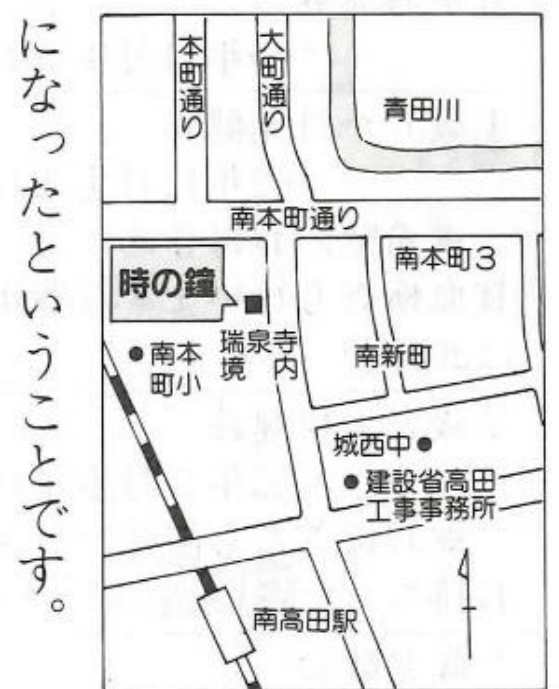 になったということです。
本町通り
大町通り
青田川
南本町通り
時の鐘
南本町3
南本
町小
瑞泉寺
境内
南新町
城西中
建設省高田
工事事務所
南高田駅